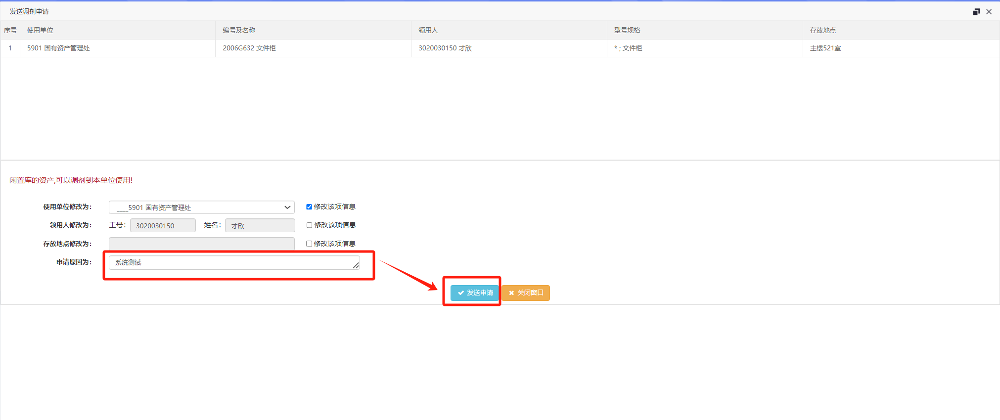 发送调剂申请
序号 使用单位 编号及名称 领用人 型号规格 存放地点
1 5901 国有资产管理处 2006G632 文件柜 3020030150 才欣 * ; 文件柜 主楼521室
闲置库的资产,可以调剂到本单位使用!
使用单位修改为： ____5901 国有资产管理处 修改该项信息
领用人修改为： 工号： 3020030150 姓名： 才欣 修改该项信息
存放地点修改为： 修改该项信息
申请原因为： 系统测试
发送申请 关闭窗口